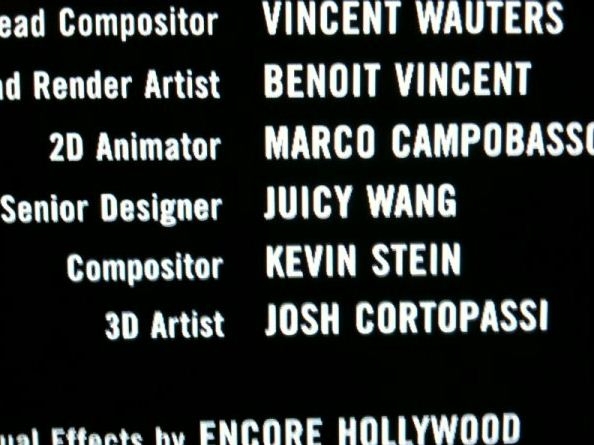 ead Compositor VINCENT WAUTERS
d Render Artist BENOIT VINCENT
2D Animator MARCO CAMPOBASSO
Senior Designer JUICY WANG
Compositor KEVIN STEIN
3D Artist JOSH CORTOPASSI
ual Effects by ENCORE HOLLYWOOD